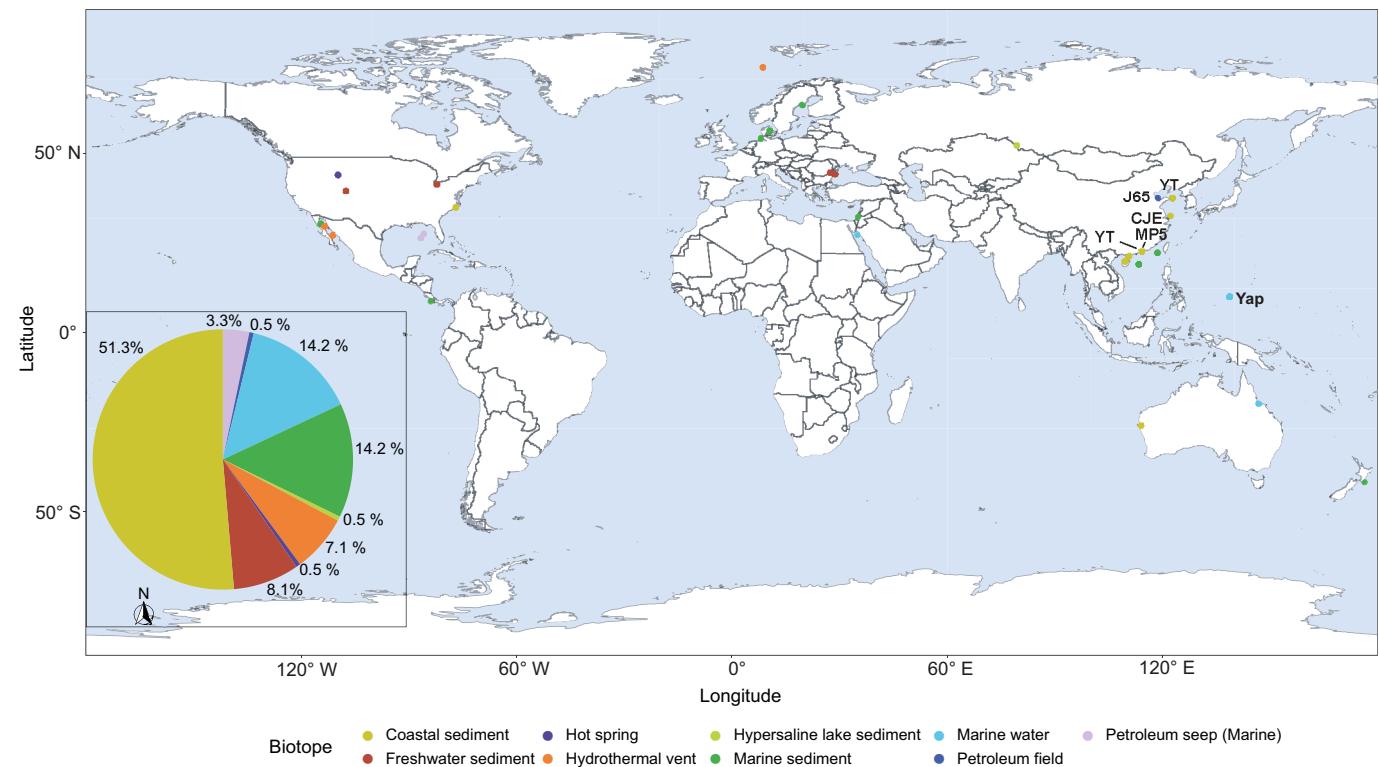 50° N
0°
50° S
Latitude
120° W
60° W
0°
60° E
120° E
Longitude
J65
YT
CJE
MP5
YT
Yap
3.3%
0.5 %
14.2 %
51.3%
14.2 %
0.5 %
7.1 %
0.5 %
8.1%
N
Biotope
Coastal sediment
Hot spring
Hypersaline lake sediment
Marine water
Petroleum seep (Marine)
Freshwater sediment
Hydrothermal vent
Marine sediment
Petroleum field